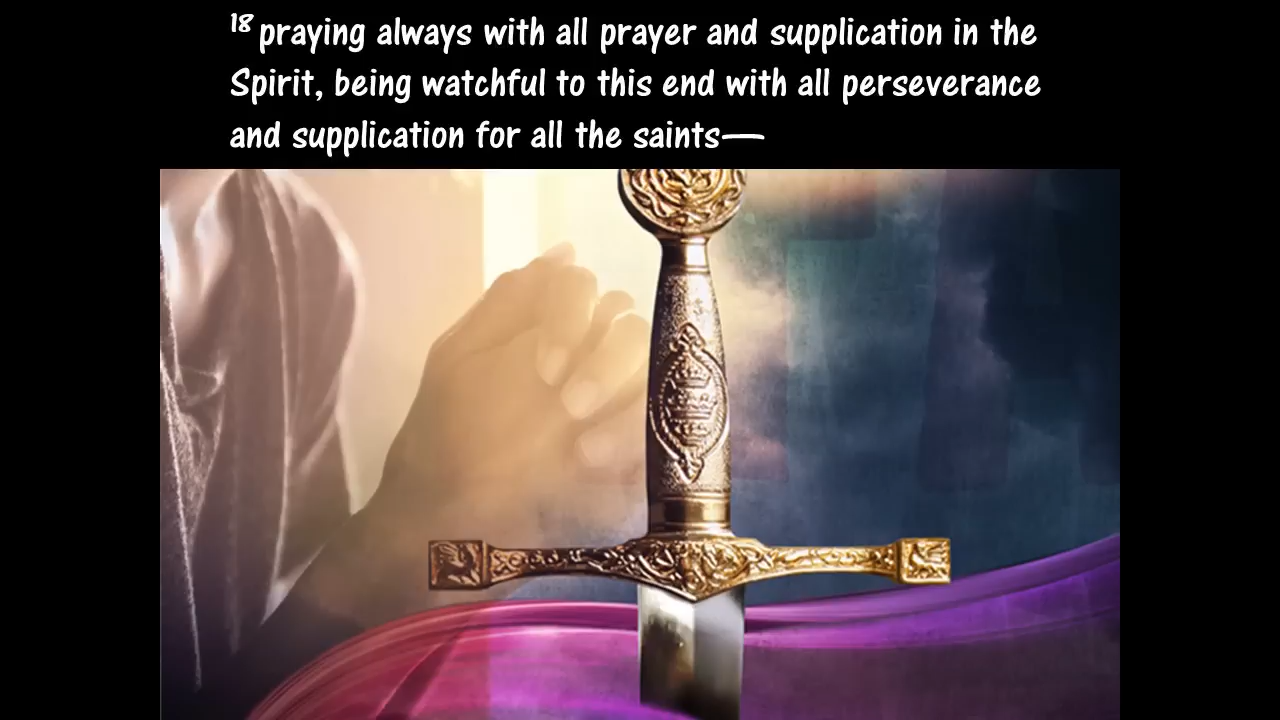 18 praying always with all prayer and supplication in the
Spirit, being watchful to this end with all perseverance
and supplication for all the saints—